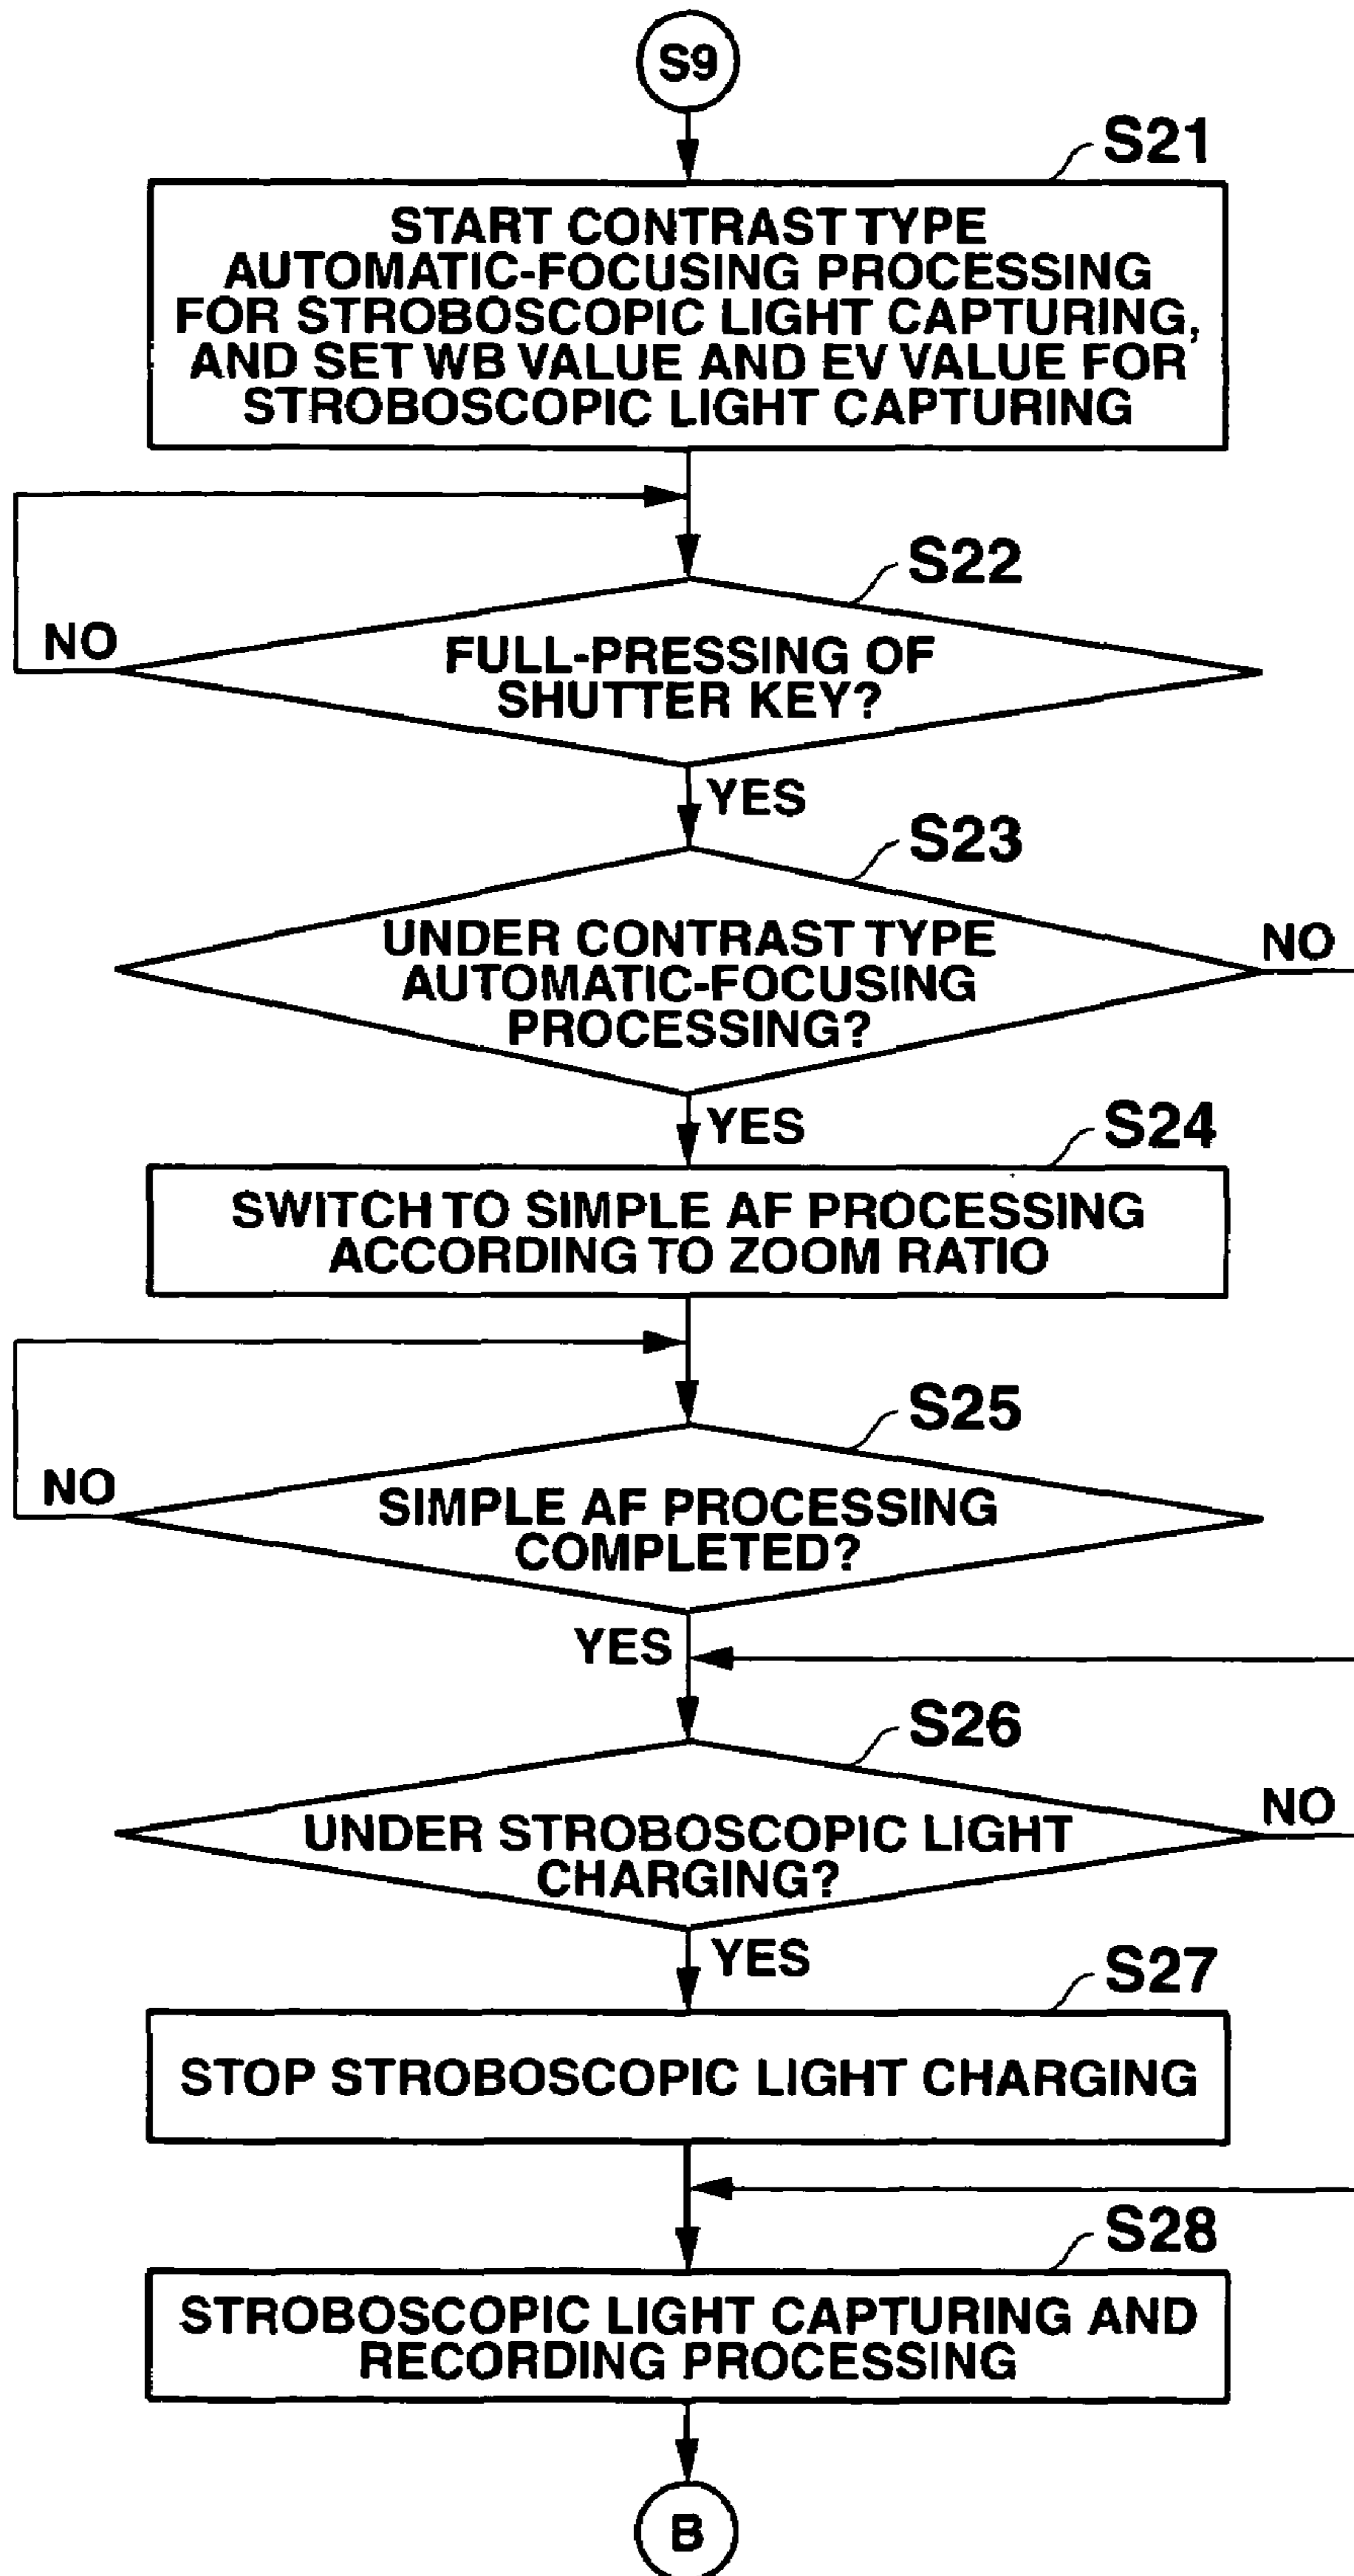 S9
S21
START CONTRAST TYPE
AUTOMATIC-FOCUSING PROCESSING
FOR STROBOSCOPIC LIGHT CAPTURING,
AND SET WB VALUE AND EV VALUE FOR
STROBOSCOPIC LIGHT CAPTURING
S22
NO
FULL-PRESSING OF
SHUTTER KEY?
YES
S23
UNDER CONTRAST TYPE
AUTOMATIC-FOCUSING
PROCESSING?
NO
YES
S24
SWITCH TO SIMPLE AF PROCESSING
ACCORDING TO ZOOM RATIO
S25
NO
SIMPLE AF PROCESSING
COMPLETED?
YES
S26
UNDER STROBOSCOPIC LIGHT
CHARGING?
NO
YES
S27
STOP STROBOSCOPIC LIGHT CHARGING
S28
STROBOSCOPIC LIGHT CAPTURING AND
RECORDING PROCESSING
B